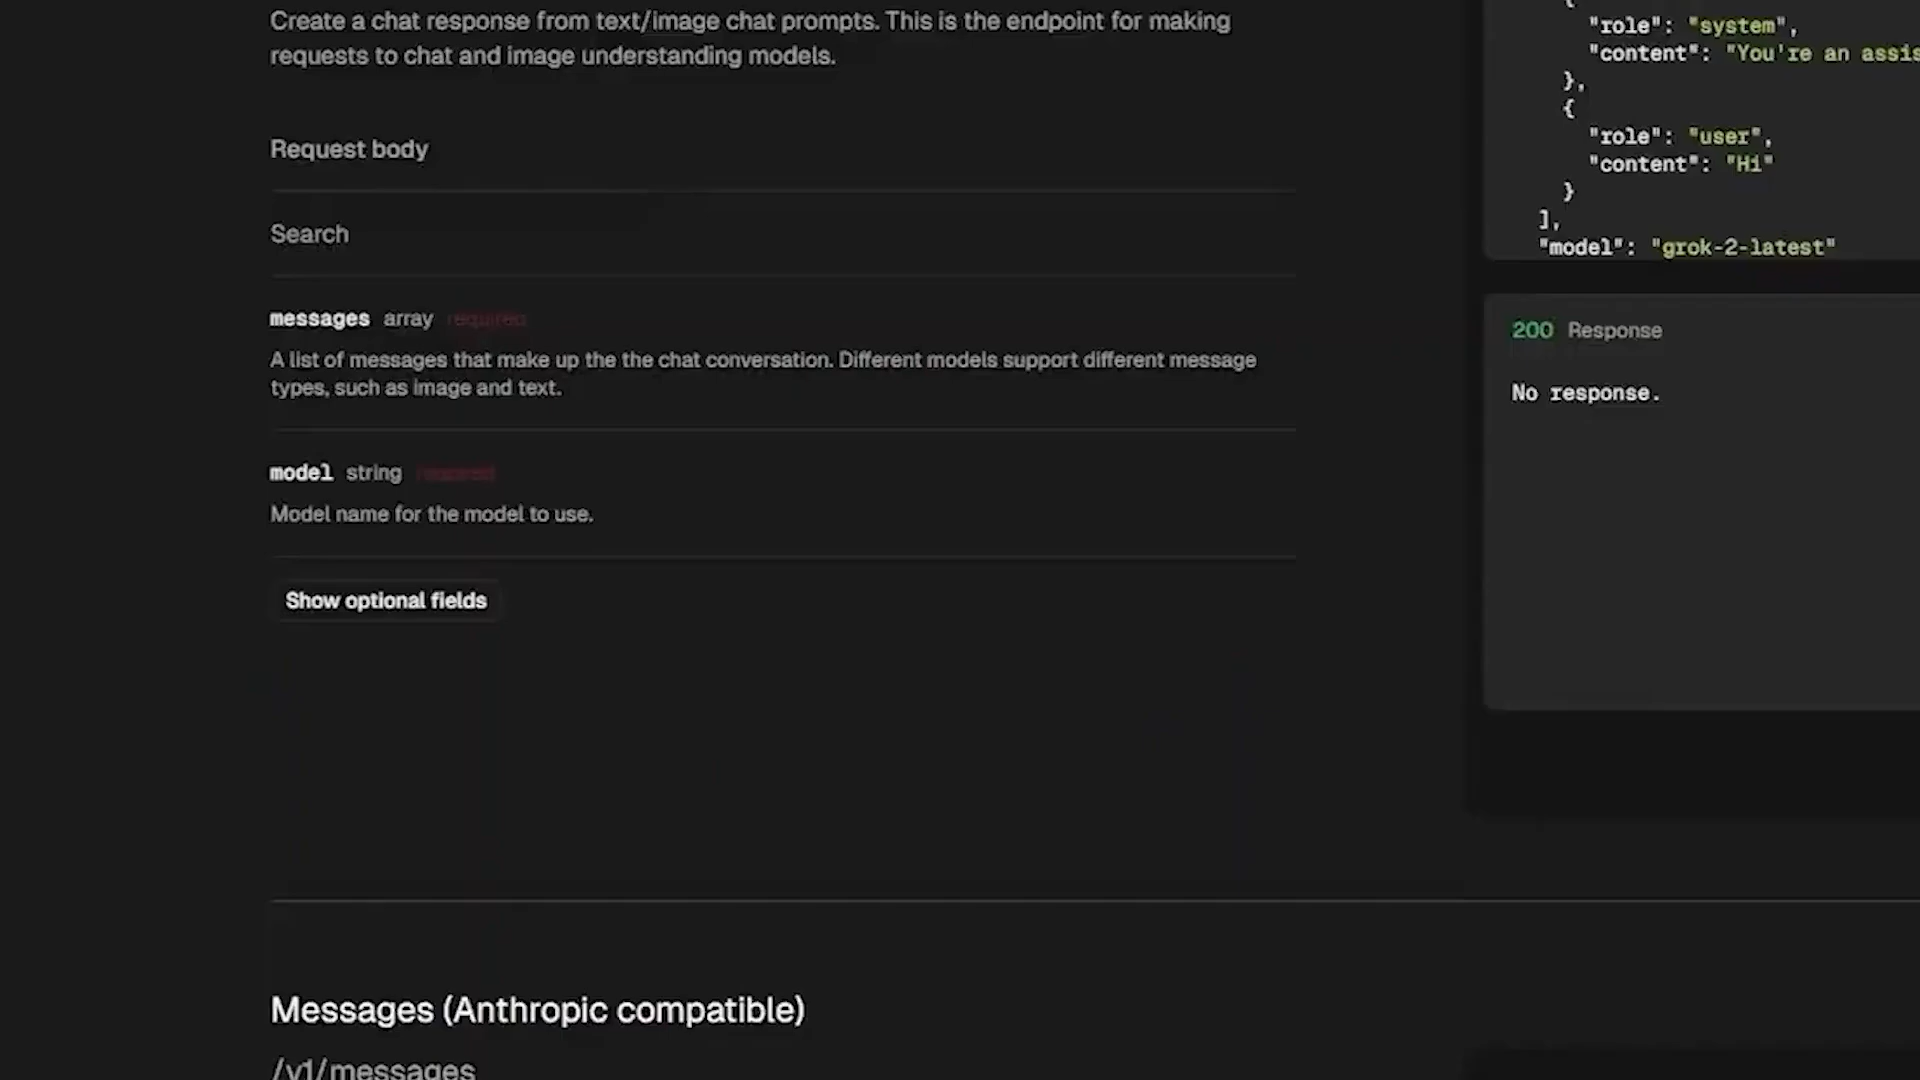 Create a chat response from text/image chat prompts. This is the endpoint for making
requests to chat and image understanding models.
Request body
Search
messages array required
A list of messages that make up the the chat conversation. Different models support different message
types, such as image and text.
model string required
Model name for the model to use.
Show optional fields
Messages (Anthropic compatible)
/v1/messages
{
"role": "system",
"content": "You're an assis
},
{
"role": "user",
"content": "Hi"
}
],
"model": "grok-2-latest"
200 Response
No response.